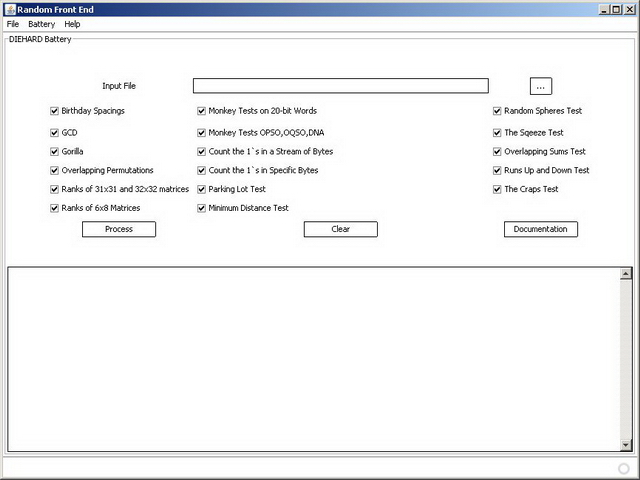 Random Front End
File Battery Help
DIEHARD Battery
Input File ...
Birthday Spacings Monkey Tests on 20-bit Words Random Spheres Test
GCD Monkey Tests OPSO,OQSO,DNA The Sqeeze Test
Gorilla Count the 1`s in a Stream of Bytes Overlapping Sums Test
Overlapping Permutations Count the 1`s in Specific Bytes Runs Up and Down Test
Ranks of 31x31 and 32x32 matrices Parking Lot Test The Craps Test
Ranks of 6x8 Matrices Minimum Distance Test
Process Clear Documentation